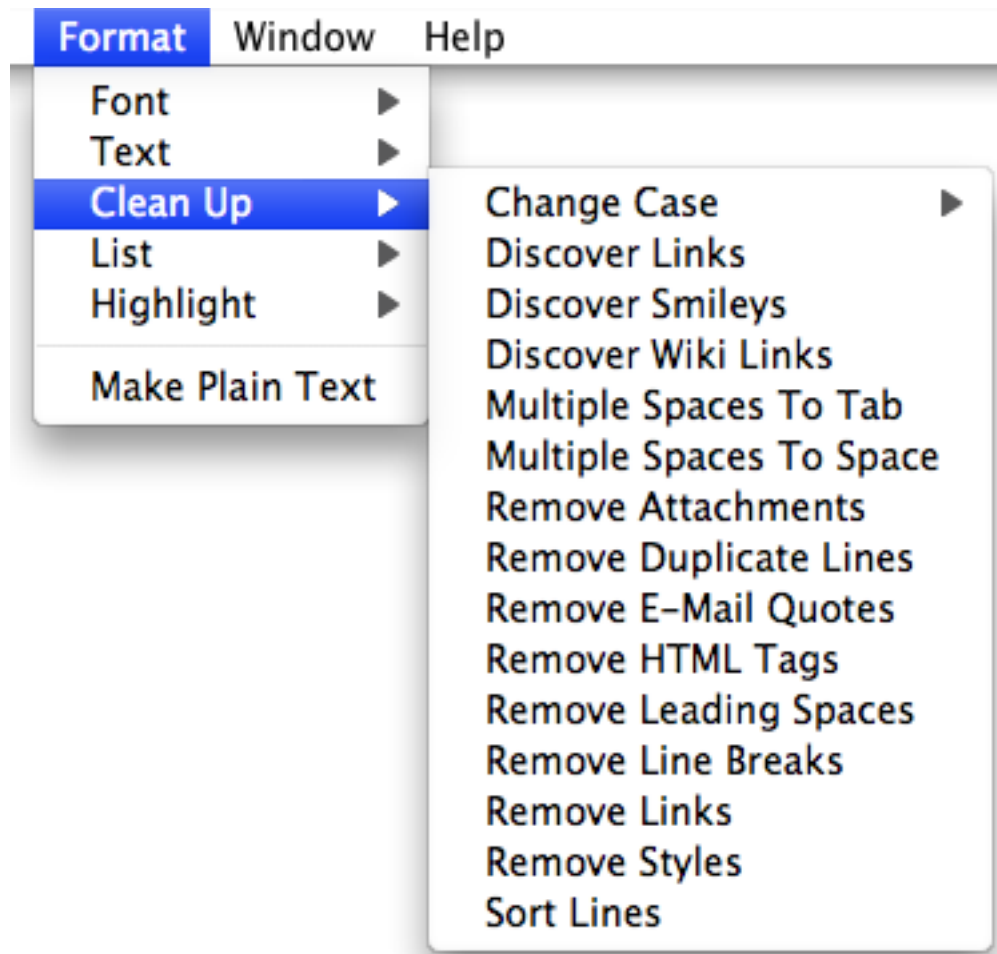 Format Window Help
Font
Text
Clean Up
List
Highlight
Make Plain Text
Change Case
Discover Links
Discover Smileys
Discover Wiki Links
Multiple Spaces To Tab
Multiple Spaces To Space
Remove Attachments
Remove Duplicate Lines
Remove E-Mail Quotes
Remove HTML Tags
Remove Leading Spaces
Remove Line Breaks
Remove Links
Remove Styles
Sort Lines